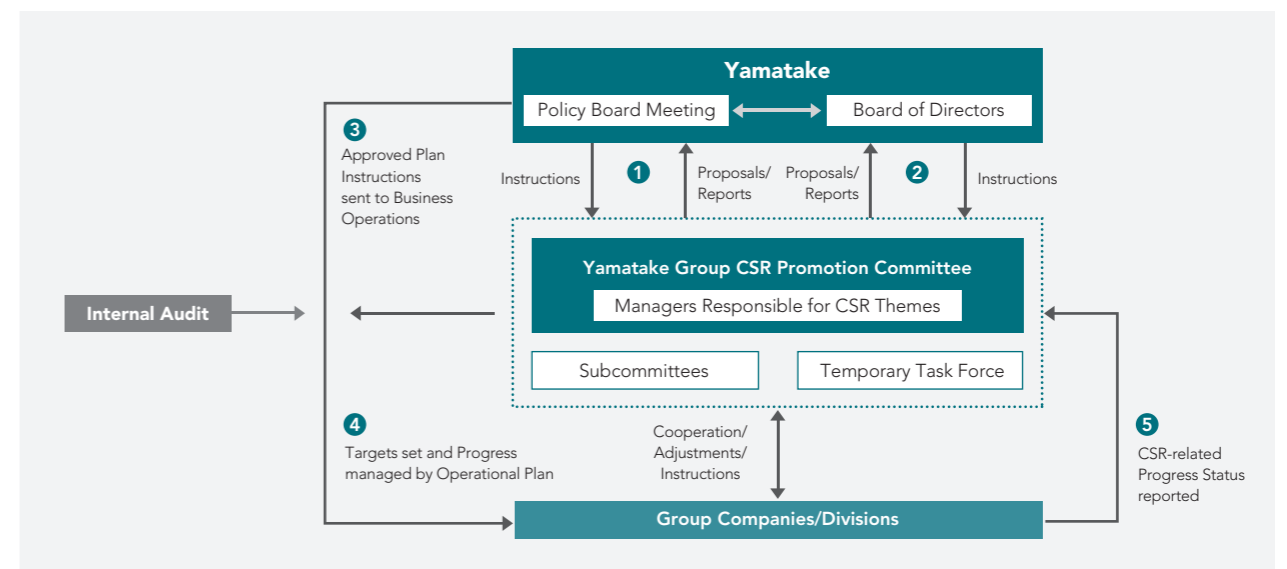 Yamatake
Policy Board Meeting
Board of Directors
3
Approved Plan
Instructions
sent to Business
Operations
Instructions
1
Proposals/
Reports
Proposals/
Reports
2
Instructions
Yamatake Group CSR Promotion Committee
Managers Responsible for CSR Themes
Internal Audit
Subcommittees
Temporary Task Force
4
Targets set and Progress
managed by Operational Plan
Cooperation/
Adjustments/
Instructions
5
CSR-related
Progress Status
reported
Group Companies/Divisions